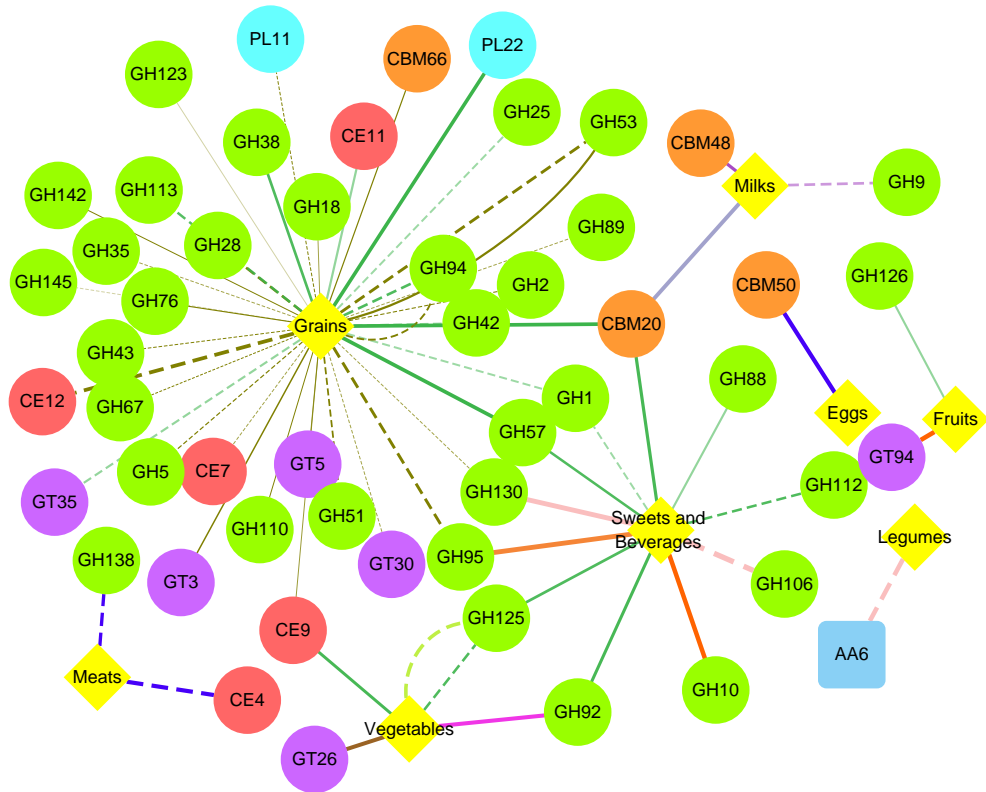 PL11
PL22
CBM66
GH123
GH25
GH53
CE11
GH38
CBM48
GH113
Milks
GH9
GH142
GH18
GH89
GH35
GH28
GH94
GH145
GH76
GH2
GH126
CBM50
Grains
GH42
CBM20
GH43
GH88
CE12
GH67
GH1
Eggs
Fruits
GH57
GT94
GT5
GH5
CE7
GH112
GH130
GT35
GH51
GH110
Sweets and
Beverages
Legumes
GH95
GT30
GH138
GT3
GH106
GH125
CE9
AA6
Meats
CE4
GH10
GH92
Vegetables
GT26